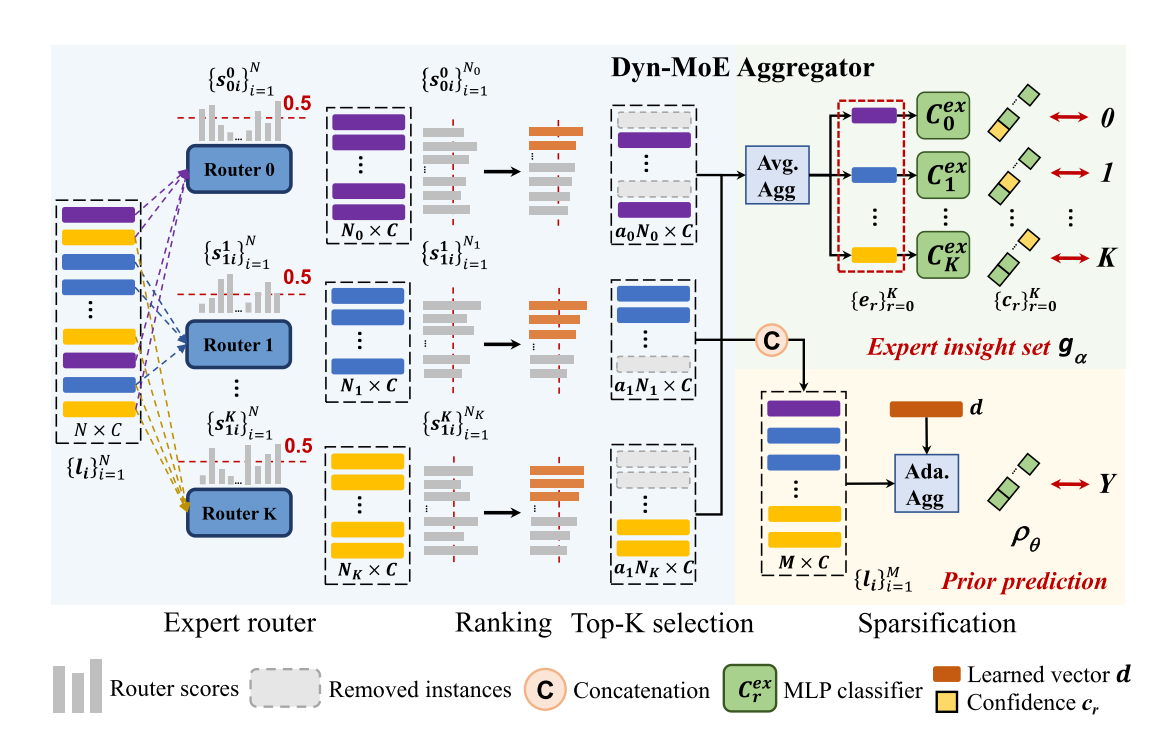 Dyn-MoE Aggregator
{s^0_{0i}}^N_{i=1}
0.5
Router 0
{s^1_{1i}}^N_{i=1}
0.5
Router 1
⋮
{s^K_{1i}}^N_{i=1}
0.5
Router K
N × C
{l_i}^N_{i=1}
{s^0_{0i}}^{N_0}_{i=1}
N_0 × C
{s^1_{1i}}^{N_1}_{i=1}
N_1 × C
{s^K_{1i}}^{N_K}_{i=1}
N_K × C
a_0N_0 × C
a_1N_1 × C
a_1N_K × C
Avg.
Agg
C^{ex}_0
0
C^{ex}_1
1
C^{ex}_K
K
{e_r}^K_{r=0}
{c_r}^K_{r=0}
Expert insight set g_α
C
d
Ada.
Agg
Y
ρ_θ
M × C
{l_i}^M_{i=1}
Prior prediction
Expert router
Ranking
Top-K selection
Sparsification
Router scores
Removed instances
C
Concatenation
C^{ex}_r
MLP classifier
Learned vector d
Confidence c_r